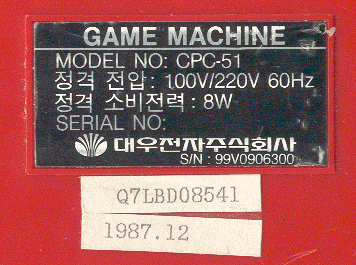 GAME MACHINE
MODEL NO: CPC-51
정격 전압 : 100V/220V 60Hz
정격 소비전력 : 8W
SERIAL NO:
대우전자주식회사
S/N : 99V0906300
Q7LBD08541
1987.12